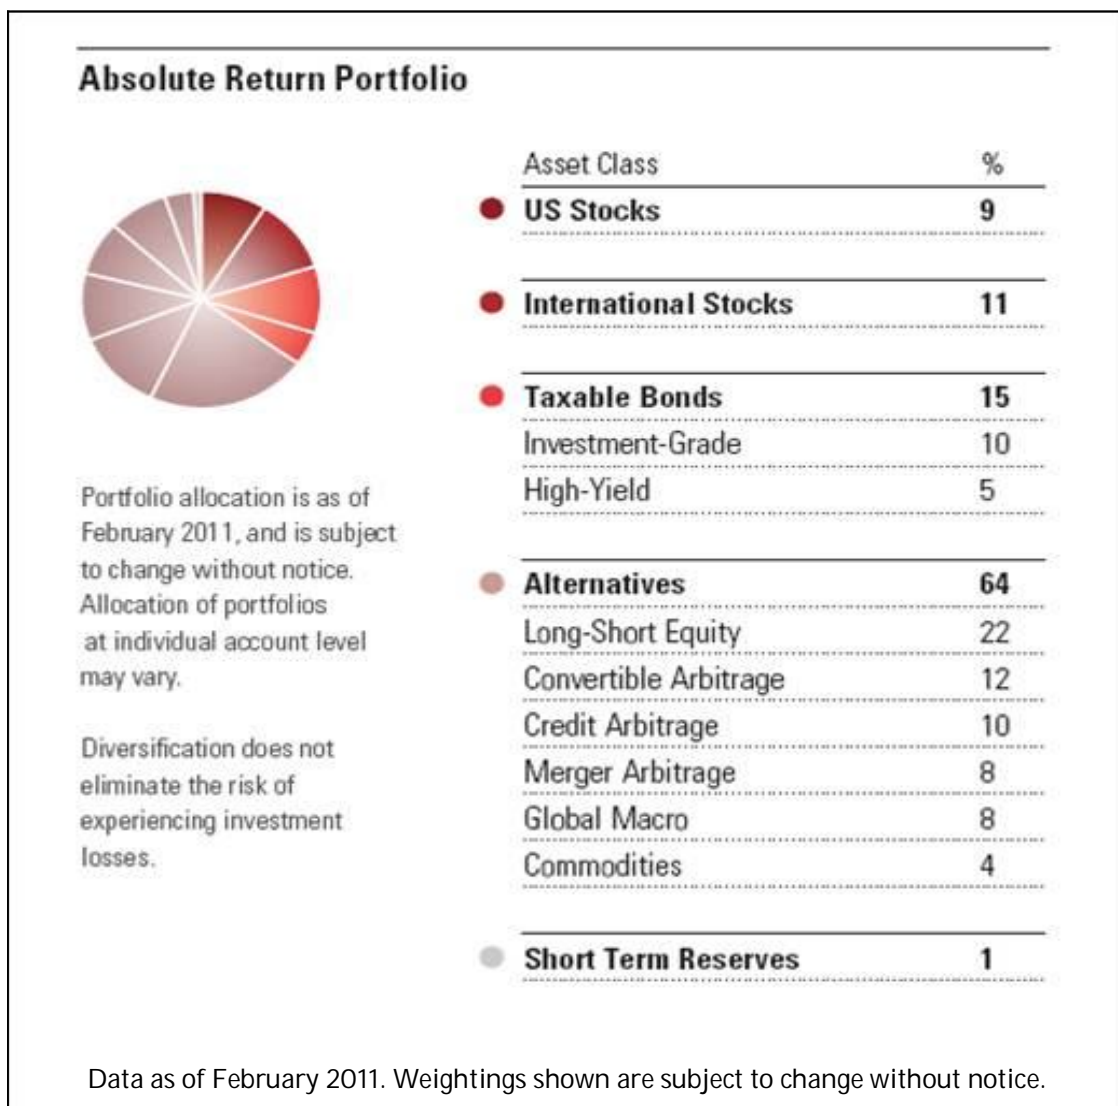 Absolute Return Portfolio
Asset Class %
US Stocks 9
International Stocks 11
Taxable Bonds 15
Investment-Grade 10
High-Yield 5
Alternatives 64
Long-Short Equity 22
Convertible Arbitrage 12
Credit Arbitrage 10
Merger Arbitrage 8
Global Macro 8
Commodities 4
Short Term Reserves 1
Portfolio allocation is as of
February 2011, and is subject
to change without notice.
Allocation of portfolios
at individual account level
may vary.
Diversification does not
eliminate the risk of
experiencing investment
losses.
Data as of February 2011. Weightings shown are subject to change without notice.